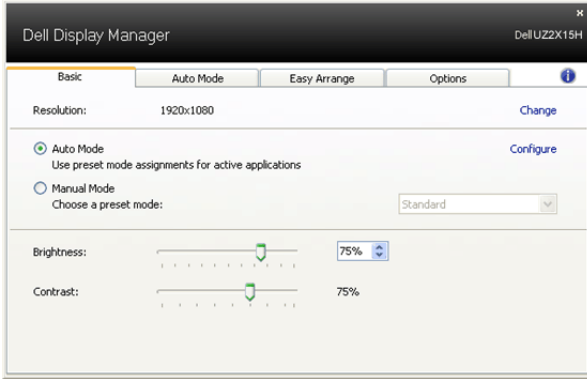 Dell Display Manager
Dell UZ2X15H
Basic
Auto Mode
Easy Arrange
Options
Resolution:
1920x1080
Change
Auto Mode
Configure
Use preset mode assignments for active applications
Manual Mode
Choose a preset mode:
Standard
Brightness:
75%
Contrast:
75%